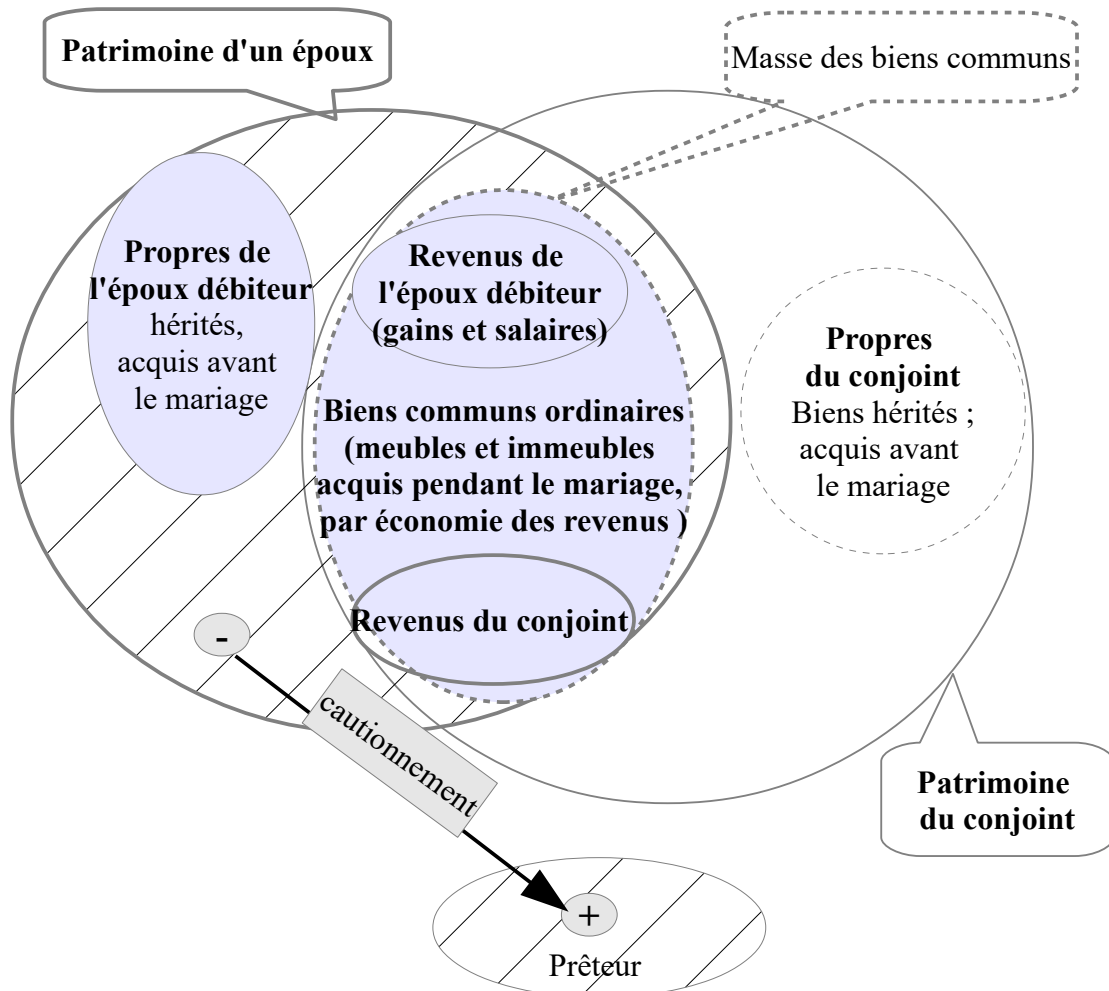 Patrimoine d'un époux
Masse des biens communs
Propres de
l'époux débiteur
hérités,
acquis avant
le mariage
Revenus de
l'époux débiteur
(gains et salaires)
Biens communs ordinaires
(meubles et immeubles
acquis pendant le mariage,
par économie des revenus )
Revenus du conjoint
Propres
du conjoint
Biens hérités ;
acquis avant
le mariage
-
cautionnement
+
Prêteur
Patrimoine
du conjoint